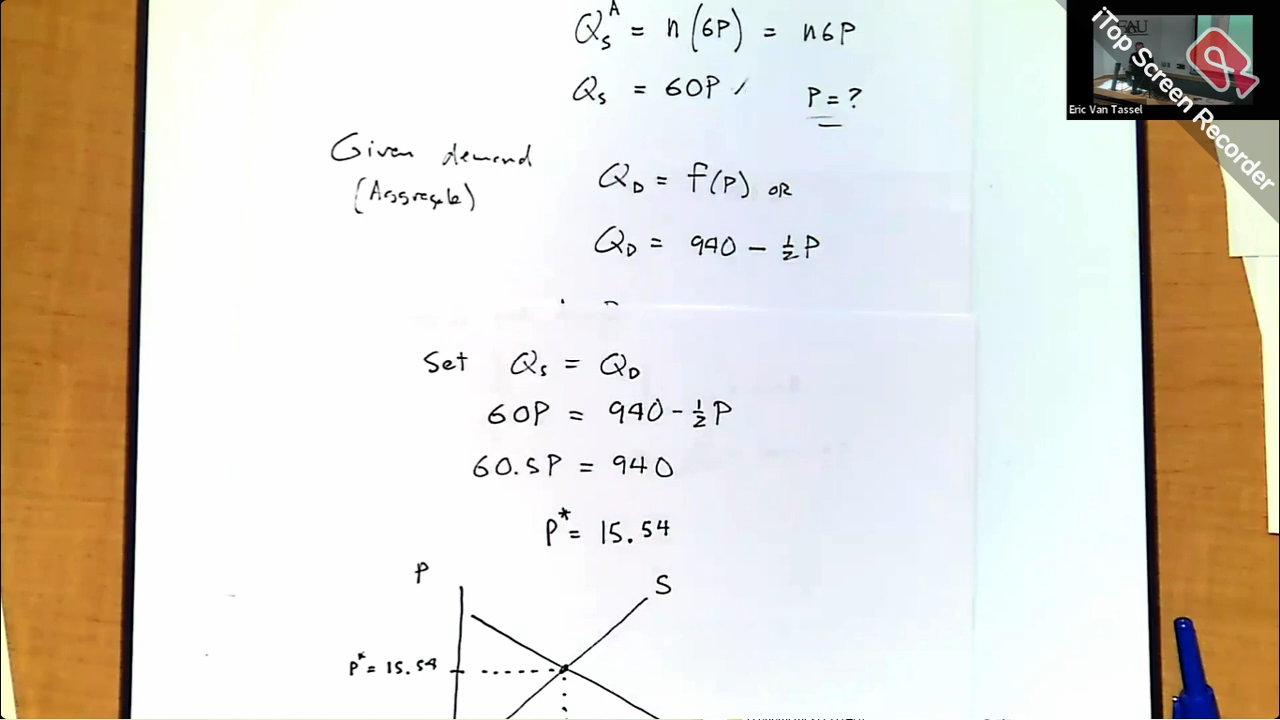 Q_S^A = n(6P) = n6P
Q_S = 60P
P = ?
Given demand
(Aggregate)
Q_D = f(P) OR
Q_D = 940 - ½P
Set Q_S = Q_D
60P = 940 - ½P
60.5P = 940
P* = 15.54
P
S
P* = 15.54
FAU
Eric Van Tassel
iTop Screen Recorder